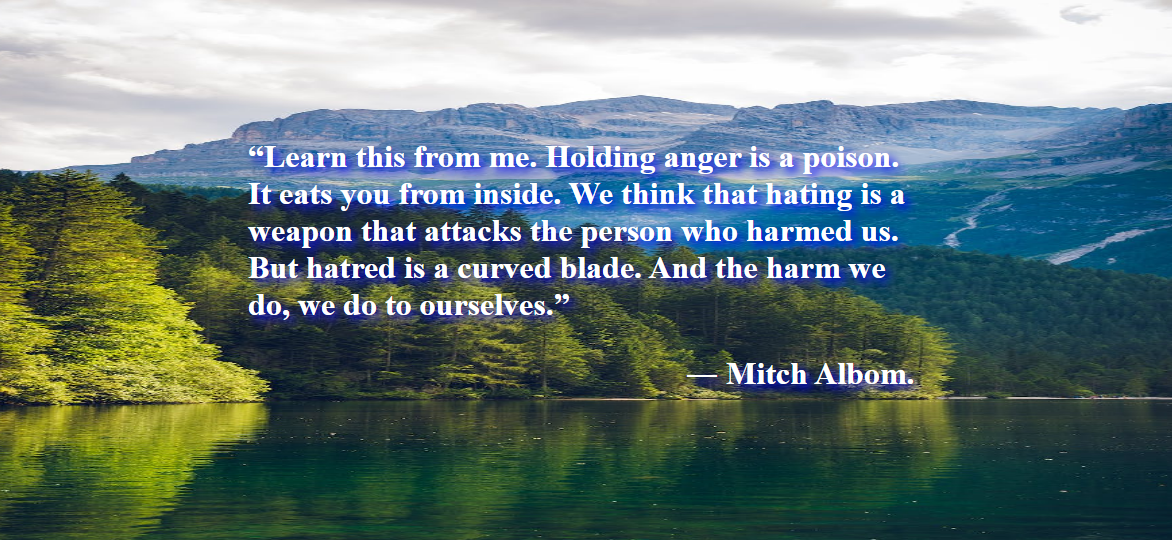 “Learn this from me. Holding anger is a poison.
It eats you from inside. We think that hating is a
weapon that attacks the person who harmed us.
But hatred is a curved blade. And the harm we
do, we do to ourselves.”
— Mitch Albom.